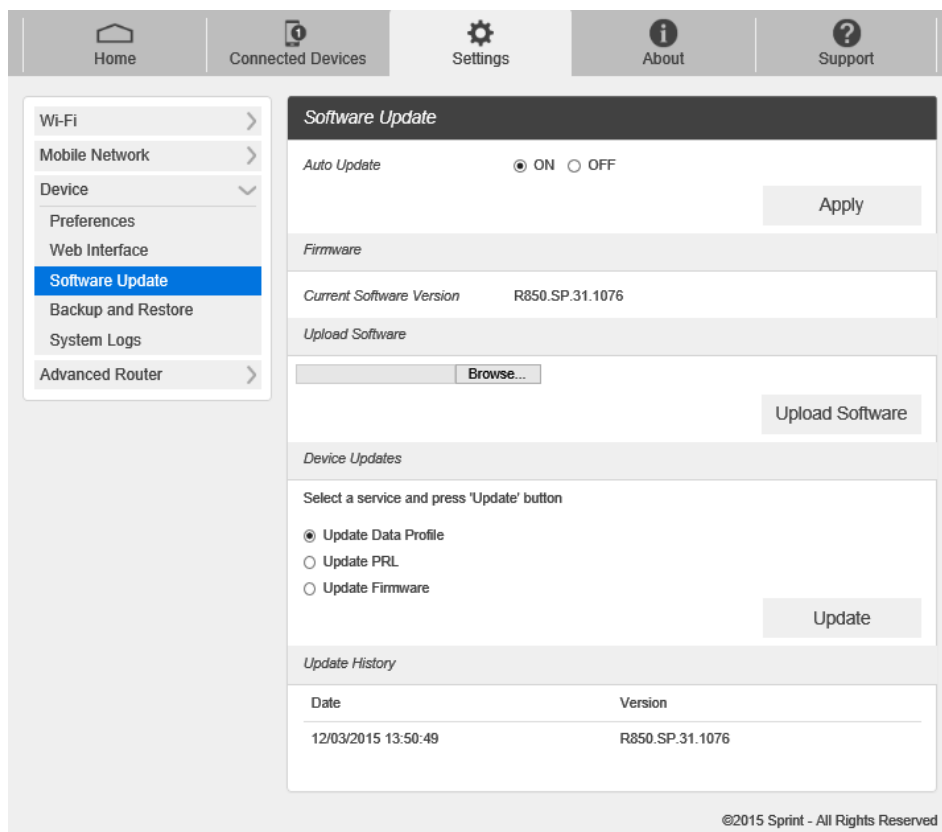 1
Home
Connected Devices
Settings
About
Support
Wi-Fi
Mobile Network
Device
Preferences
Web Interface
Software Update
Backup and Restore
System Logs
Advanced Router
Software Update
Auto Update ON OFF
Apply
Firmware
Current Software Version R850.SP.31.1076
Upload Software
Browse...
Upload Software
Device Updates
Select a service and press 'Update' button
Update Data Profile
Update PRL
Update Firmware
Update
Update History
Date Version
12/03/2015 13:50:49 R850.SP.31.1076
©2015 Sprint - All Rights Reserved